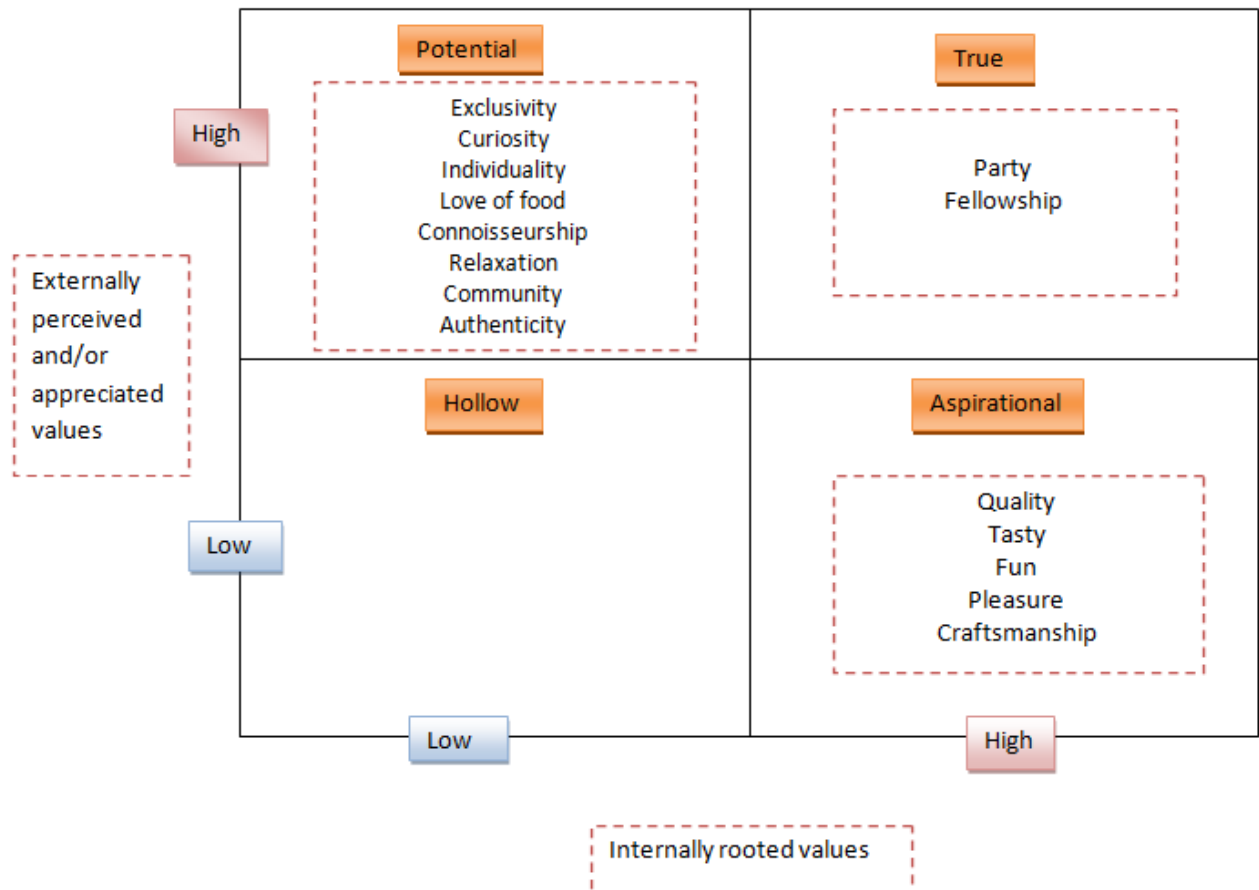 Potential
True
Exclusivity
Curiosity
Individuality
Love of food
Connoisseurship
Relaxation
Community
Authenticity
Party
Fellowship
High
Externally
perceived
and/or
appreciated
values
Hollow
Aspirational
Quality
Tasty
Fun
Pleasure
Craftsmanship
Low
Low
High
Internally rooted values